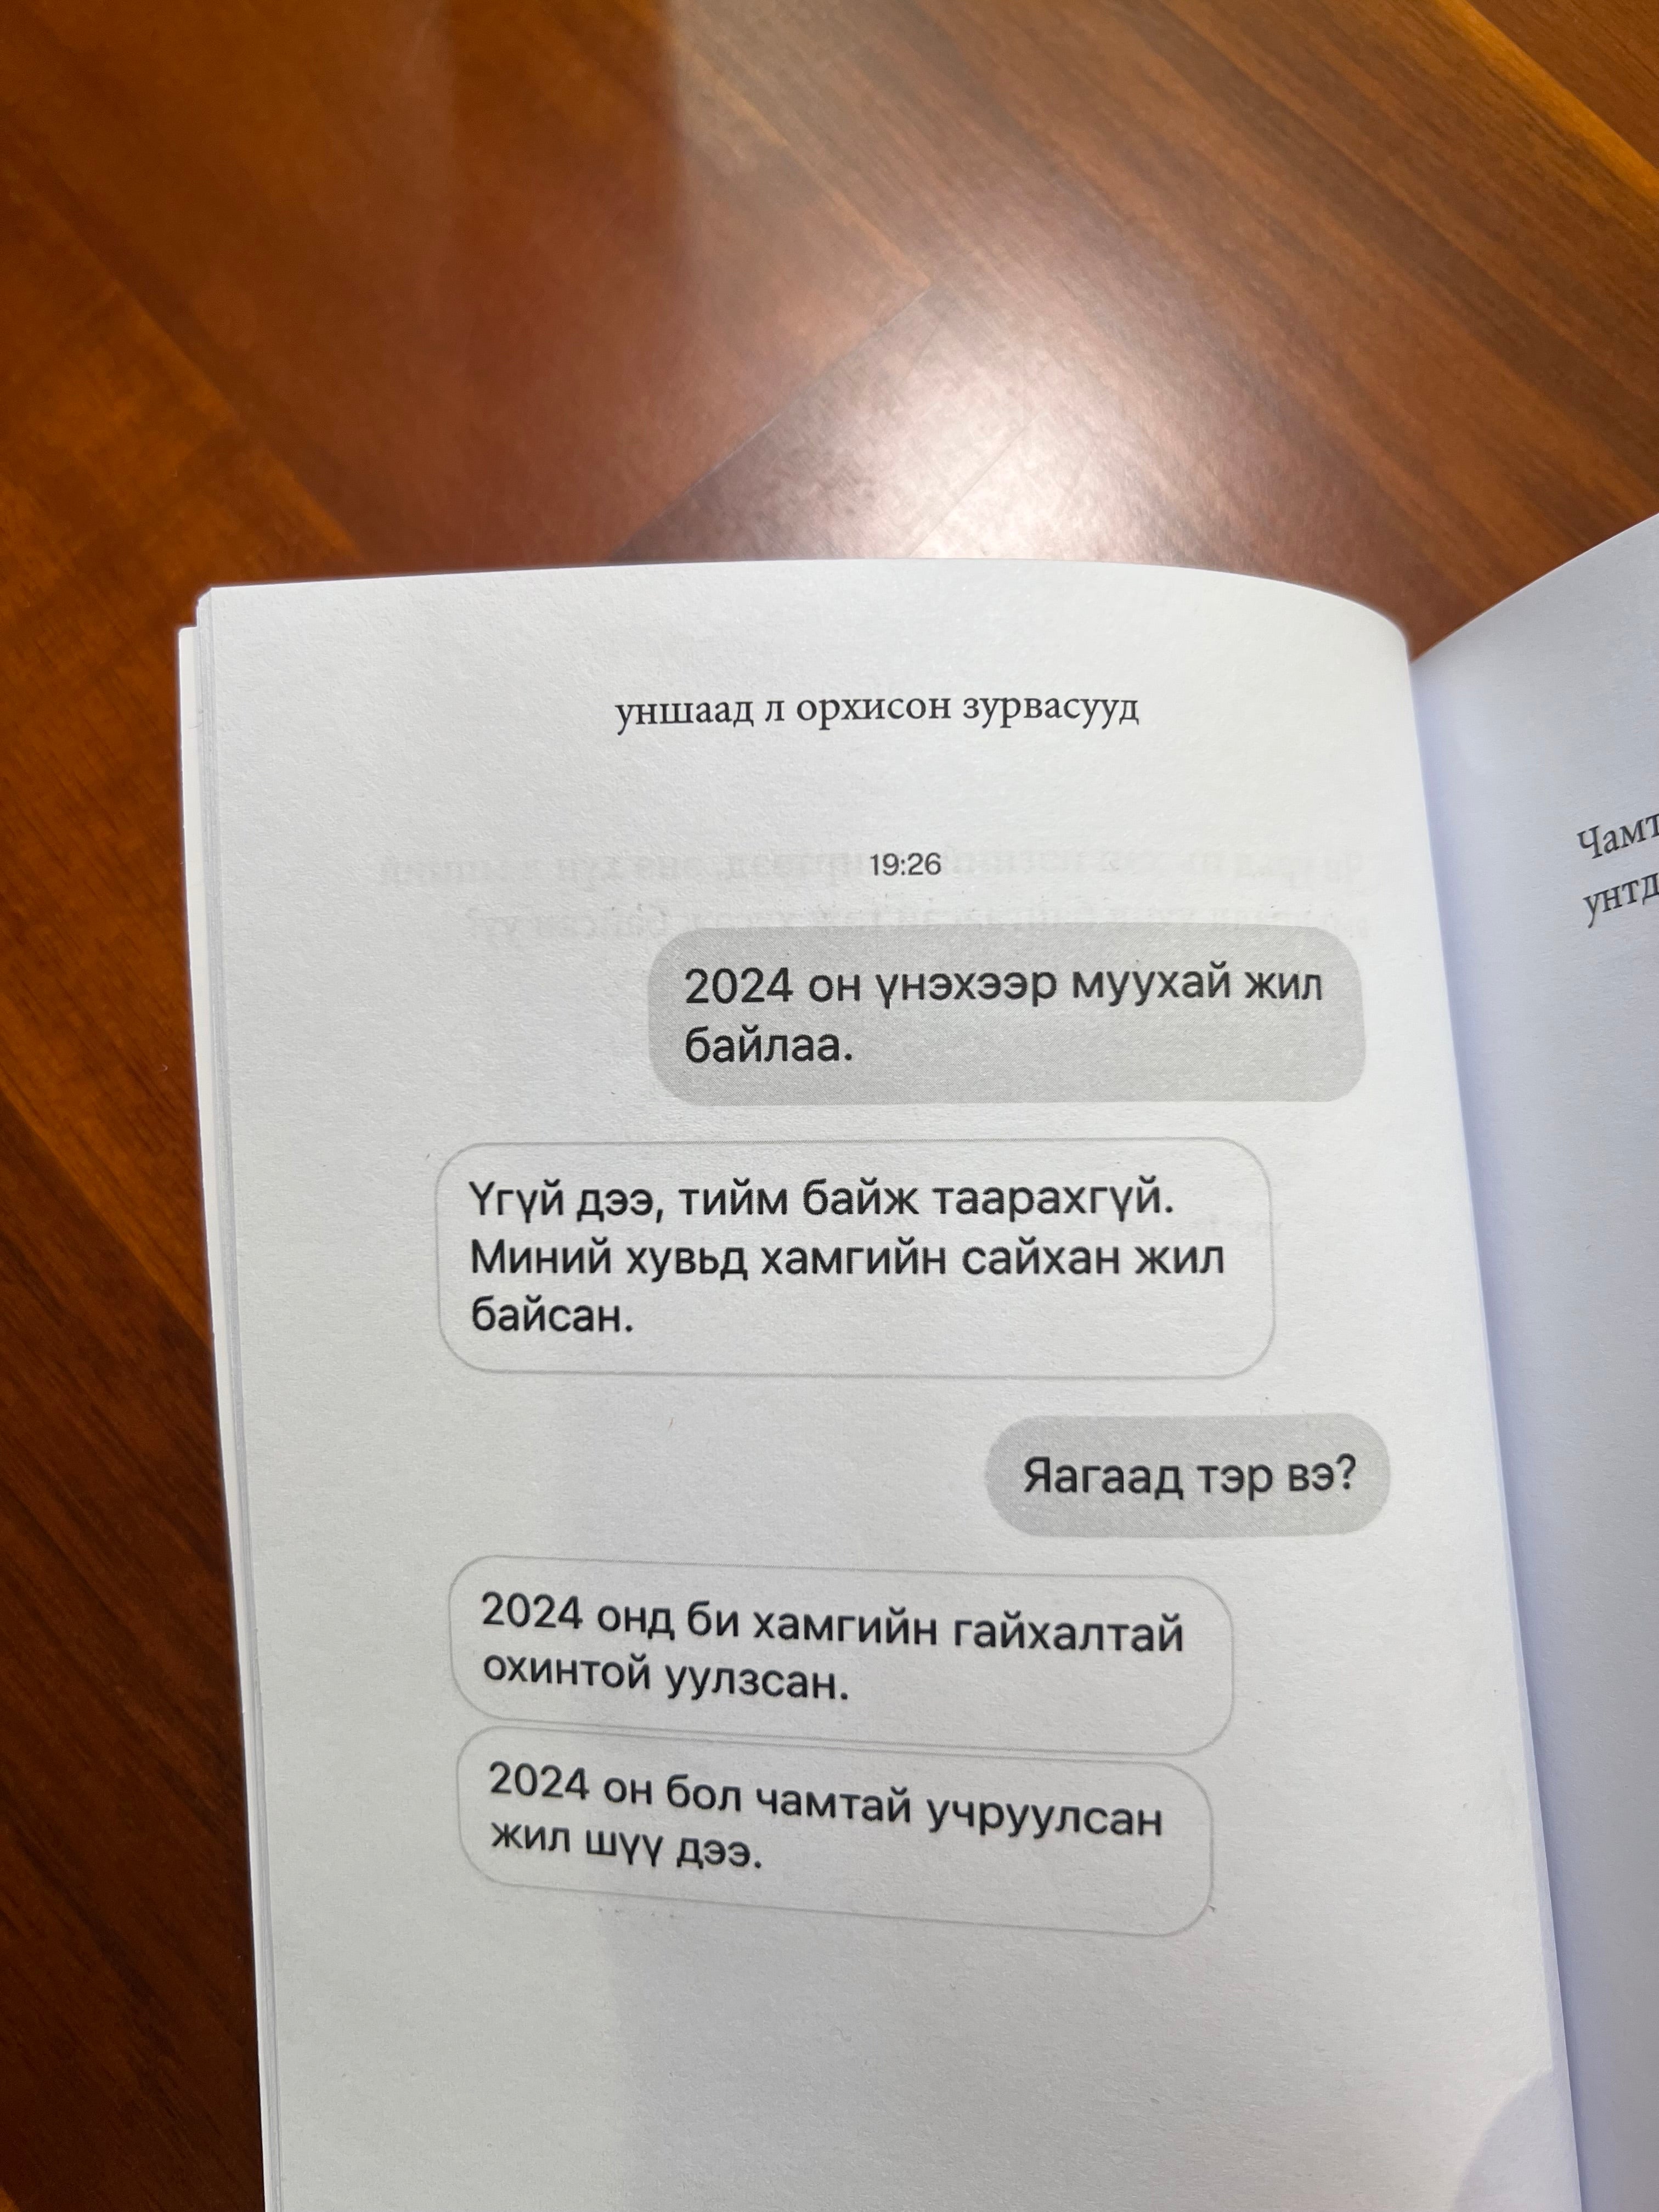 уншаад л орхисон зурвасууд
19:26
2024 он үнэхээр муухай жил
байлаа.
Үгүй дээ, тийм байж таарахгүй.
Миний хувьд хамгийн сайхан жил
байсан.
Яагаад тэр вэ?
2024 онд би хамгийн гайхалтай
охинтой уулзсан.
2024 он бол чамтай учруулсан
жил шүү дээ.